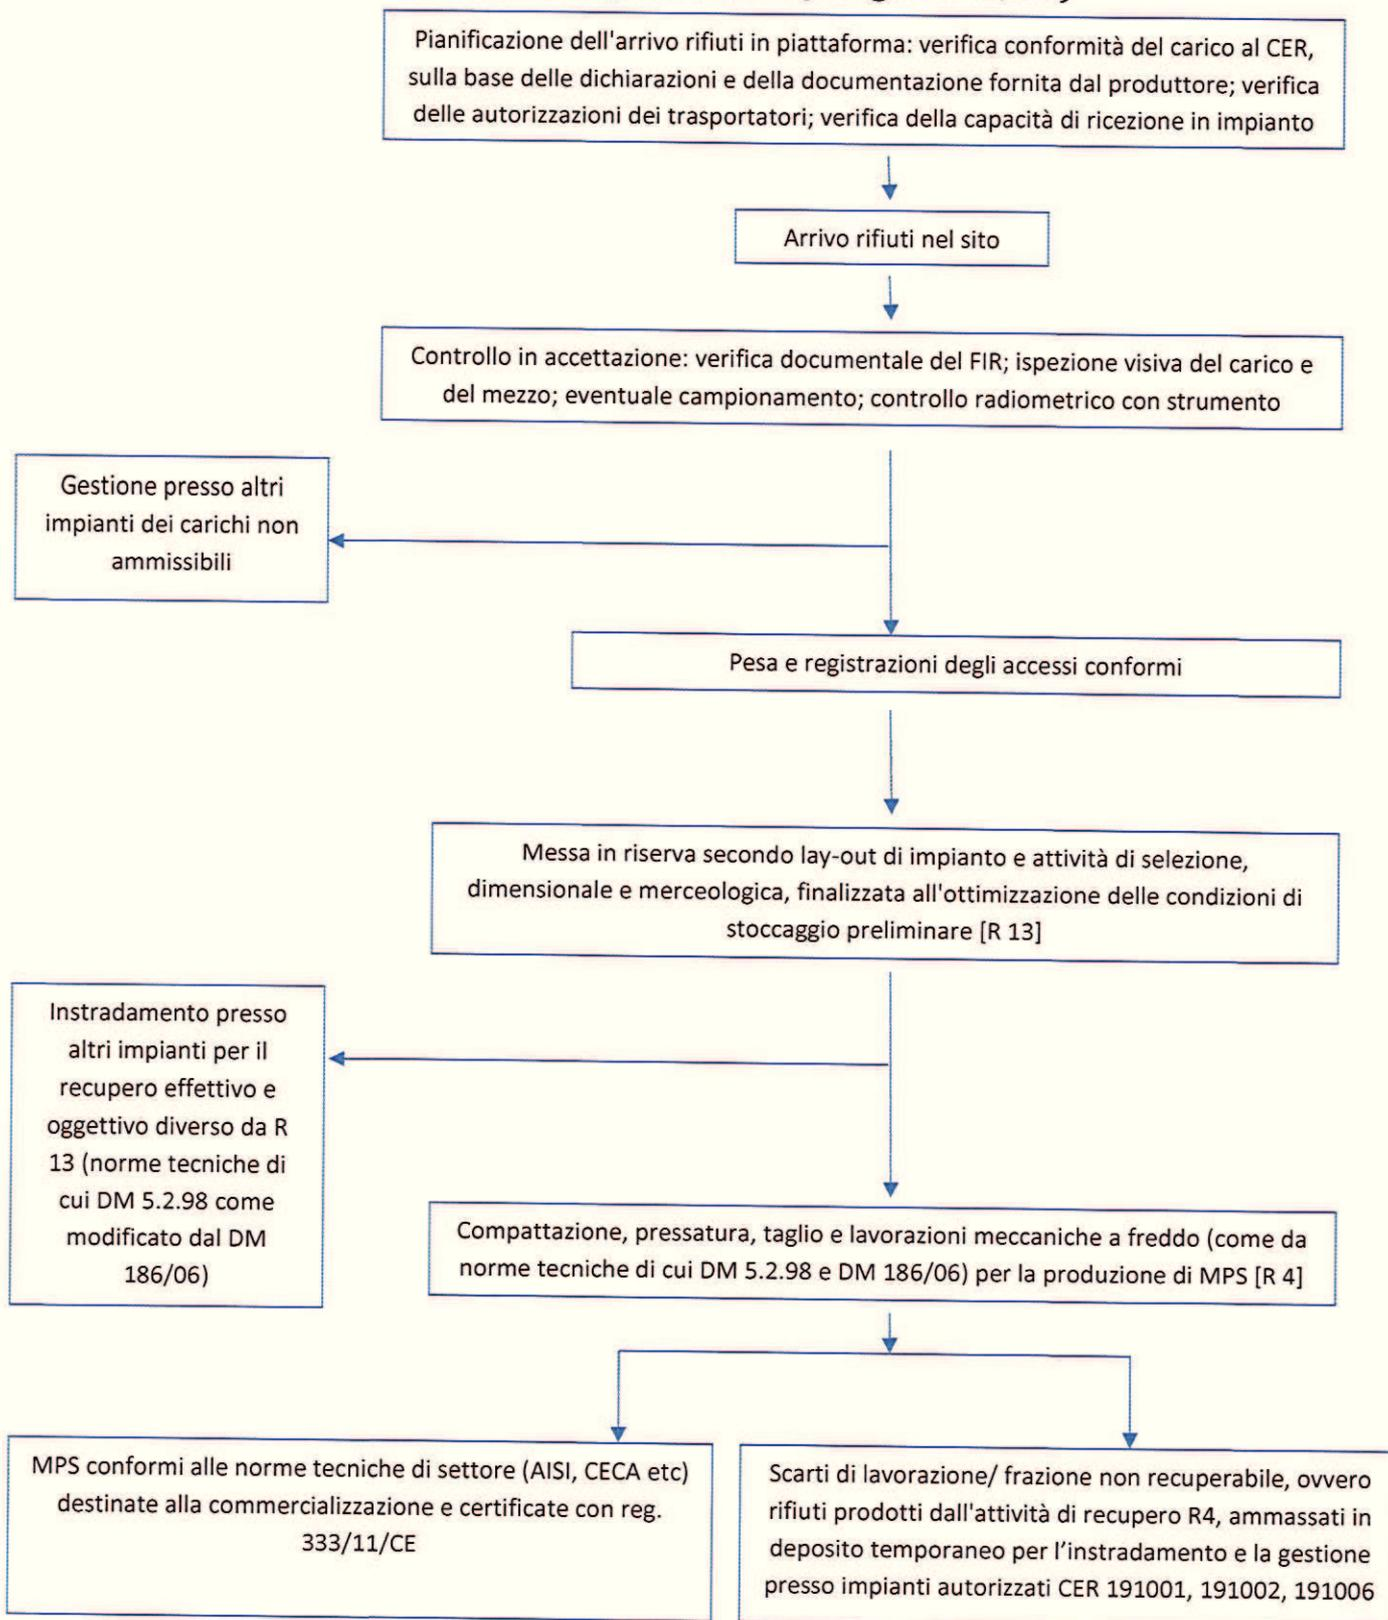 Pianificazione dell'arrivo rifiuti in piattaforma: verifica conformità del carico al CER,
sulla base delle dichiarazioni e della documentazione fornita dal produttore; verifica
delle autorizzazioni dei trasportatori; verifica della capacità di ricezione in impianto
Arrivo rifiuti nel sito
Controllo in accettazione: verifica documentale del FIR; ispezione visiva del carico e
del mezzo; eventuale campionamento; controllo radiometrico con strumento
Gestione presso altri
impianti dei carichi non
ammissibili
Pesa e registrazioni degli accessi conformi
Messa in riserva secondo lay-out di impianto e attività di selezione,
dimensionale e merceologica, finalizzata all'ottimizzazione delle condizioni di
stoccaggio preliminare [R 13]
Instradamento presso
altri impianti per il
recupero effettivo e
oggettivo diverso da R
13 (norme tecniche di
cui DM 5.2.98 come
modificato dal DM
186/06)
Compattazione, pressatura, taglio e lavorazioni meccaniche a freddo (come da
norme tecniche di cui DM 5.2.98 e DM 186/06) per la produzione di MPS [R 4]
MPS conformi alle norme tecniche di settore (AISI, CECA etc)
destinate alla commercializzazione e certificate con reg.
333/11/CE
Scarti di lavorazione/ frazione non recuperabile, ovvero
rifiuti prodotti dall'attività di recupero R4, ammassati in
deposito temporaneo per l'instradamento e la gestione
presso impianti autorizzati CER 191001, 191002, 191006